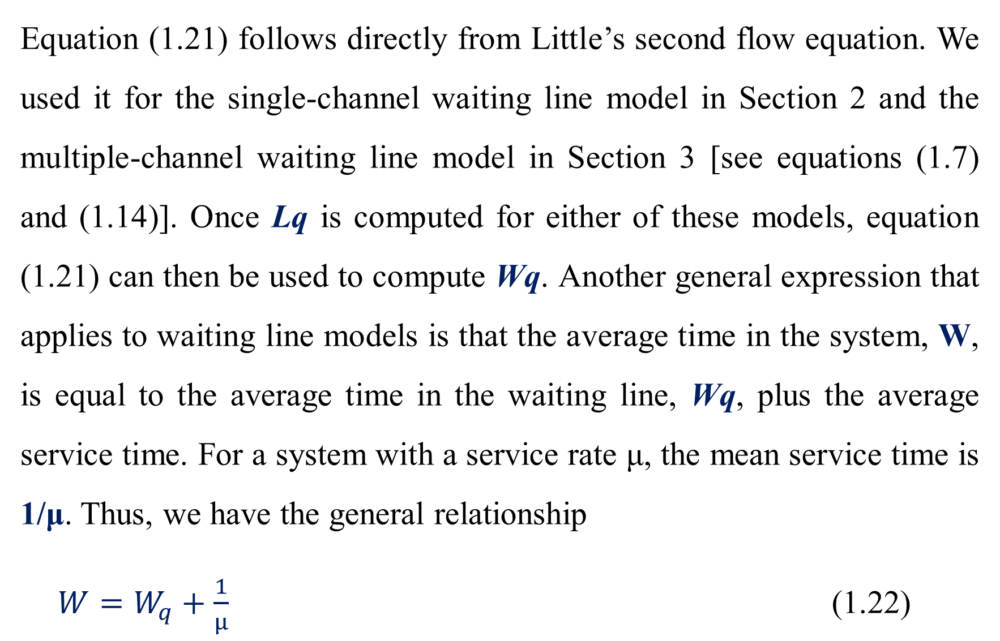 Equation (1.21) follows directly from Little’s second flow equation. We
used it for the single-channel waiting line model in Section 2 and the
multiple-channel waiting line model in Section 3 [see equations (1.7)
and (1.14)]. Once Lq is computed for either of these models, equation
(1.21) can then be used to compute Wq. Another general expression that
applies to waiting line models is that the average time in the system, W,
is equal to the average time in the waiting line, Wq, plus the average
service time. For a system with a service rate μ, the mean service time is
1/μ. Thus, we have the general relationship
W = W_q + 1/μ (1.22)